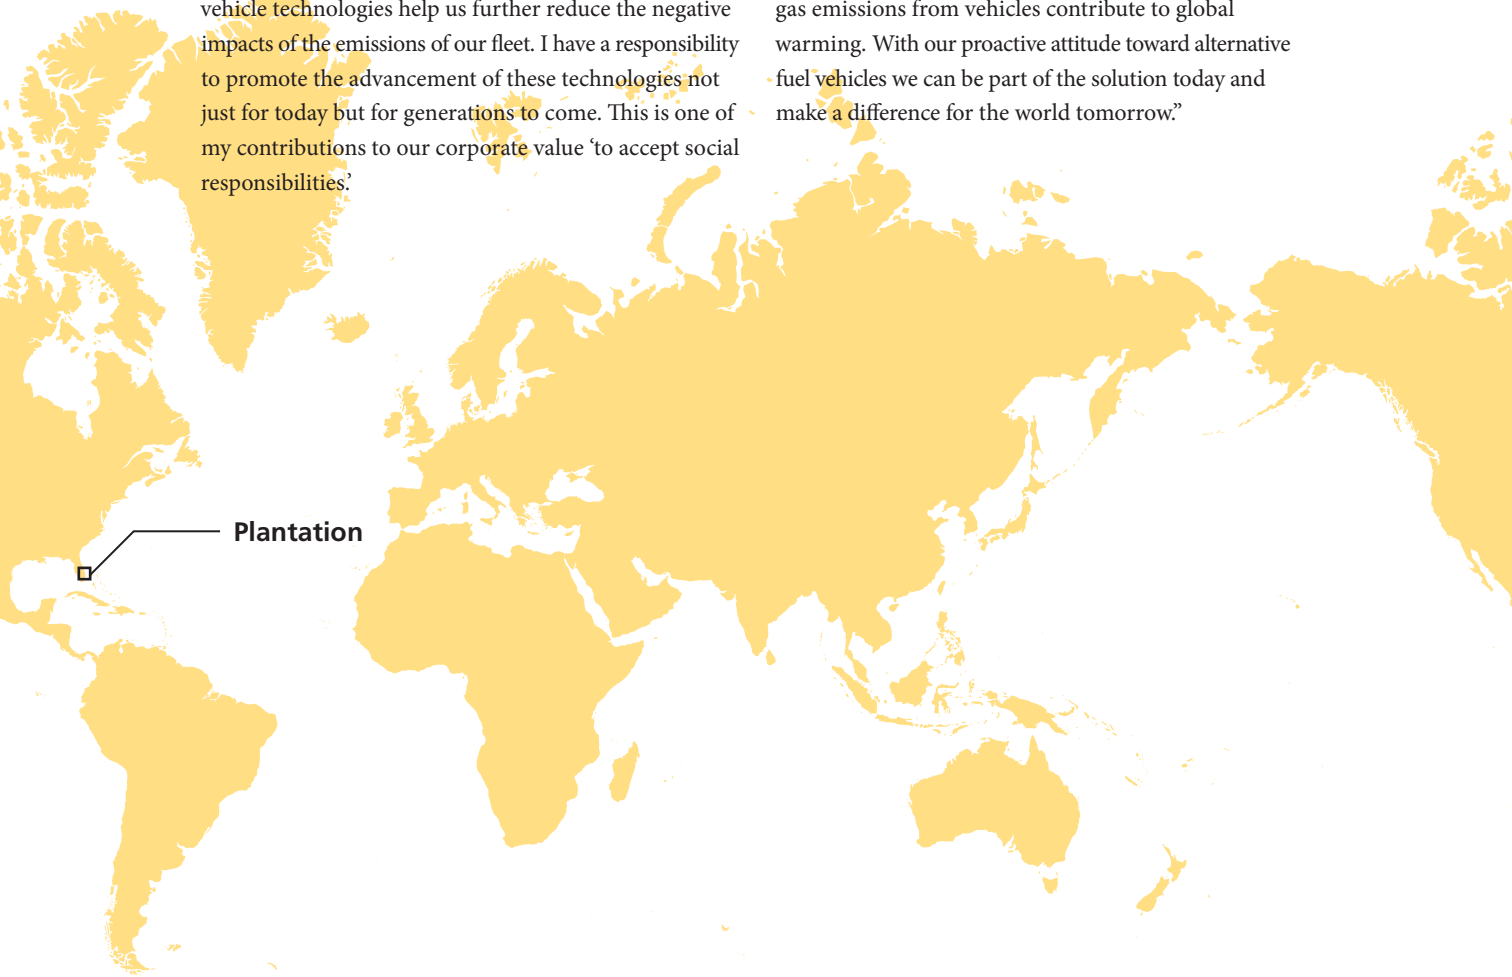 vehicle technologies help us further reduce the negative
impacts of the emissions of our fleet. I have a responsibility
to promote the advancement of these technologies not
just for today but for generations to come. This is one of
my contributions to our corporate value ‘to accept social
responsibilities.’
gas emissions from vehicles contribute to global
warming. With our proactive attitude toward alternative
fuel vehicles we can be part of the solution today and
make a difference for the world tomorrow.”
Plantation